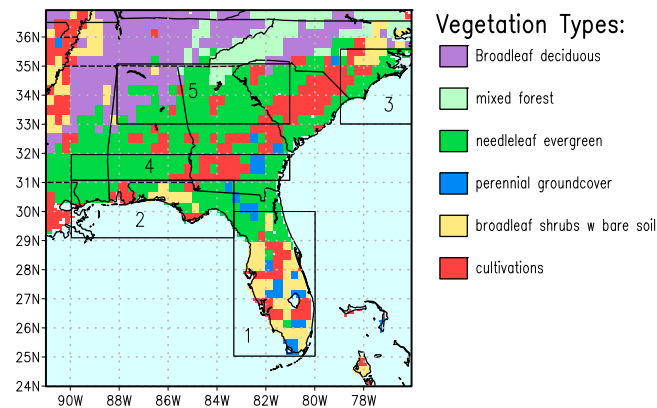 Vegetation Types:
Broadleaf deciduous
mixed forest
needleleaf evergreen
perennial groundcover
broadleaf shrubs w bare soil
cultivations
36N
35N
34N
33N
32N
31N
30N
29N
28N
27N
26N
25N
24N
5
3
4
2
1
90W 88W 86W 84W 82W 80W 78W